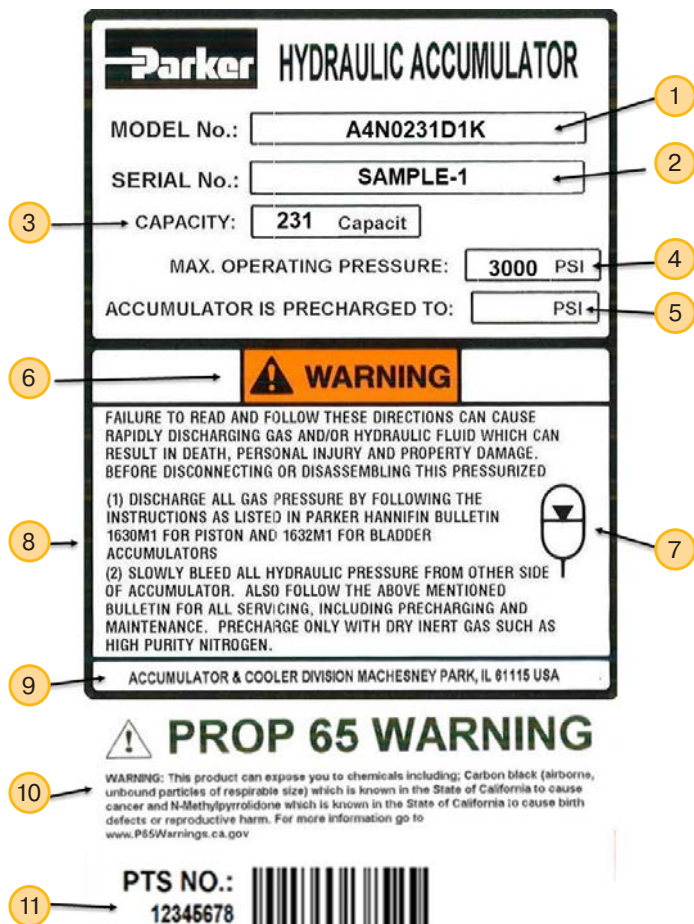 Parker HYDRAULIC ACCUMULATOR
1
MODEL No.: A4N0231D1K
2
SERIAL No.: SAMPLE-1
3 CAPACITY: 231 Capacit
4
MAX. OPERATING PRESSURE: 3000 PSI
ACCUMULATOR IS PRECHARGED TO: PSI
5
6 WARNING
FAILURE TO READ AND FOLLOW THESE DIRECTIONS CAN CAUSE
RAPIDLY DISCHARGING GAS AND/OR HYDRAULIC FLUID WHICH CAN
RESULT IN DEATH, PERSONAL INJURY AND PROPERTY DAMAGE.
BEFORE DISCONNECTING OR DISASSEMBLING THIS PRESSURIZED
(1) DISCHARGE ALL GAS PRESSURE BY FOLLOWING THE
INSTRUCTIONS AS LISTED IN PARKER HANNIFIN BULLETIN
1630M1 FOR PISTON AND 1632M1 FOR BLADDER
ACCUMULATORS
8
7
(2) SLOWLY BLEED ALL HYDRAULIC PRESSURE FROM OTHER SIDE
OF ACCUMULATOR. ALSO FOLLOW THE ABOVE MENTIONED
BULLETIN FOR ALL SERVICING, INCLUDING PRECHARGING AND
MAINTENANCE. PRECHARGE ONLY WITH DRY INERT GAS SUCH AS
HIGH PURITY NITROGEN.
9 ACCUMULATOR & COOLER DIVISION MACHESNEY PARK, IL 61115 USA
PROP 65 WARNING
WARNING: This product can expose you to chemicals including; Carbon black (airborne,
unbound particles of respirable size) which is known in the State of California to cause
10
cancer and N-Methylpyrrolidone which is known in the State of California to cause birth
defects or reproductive harm. For more information go to
www.P65Warnings.ca.gov
PTS NO.:
11 12345678